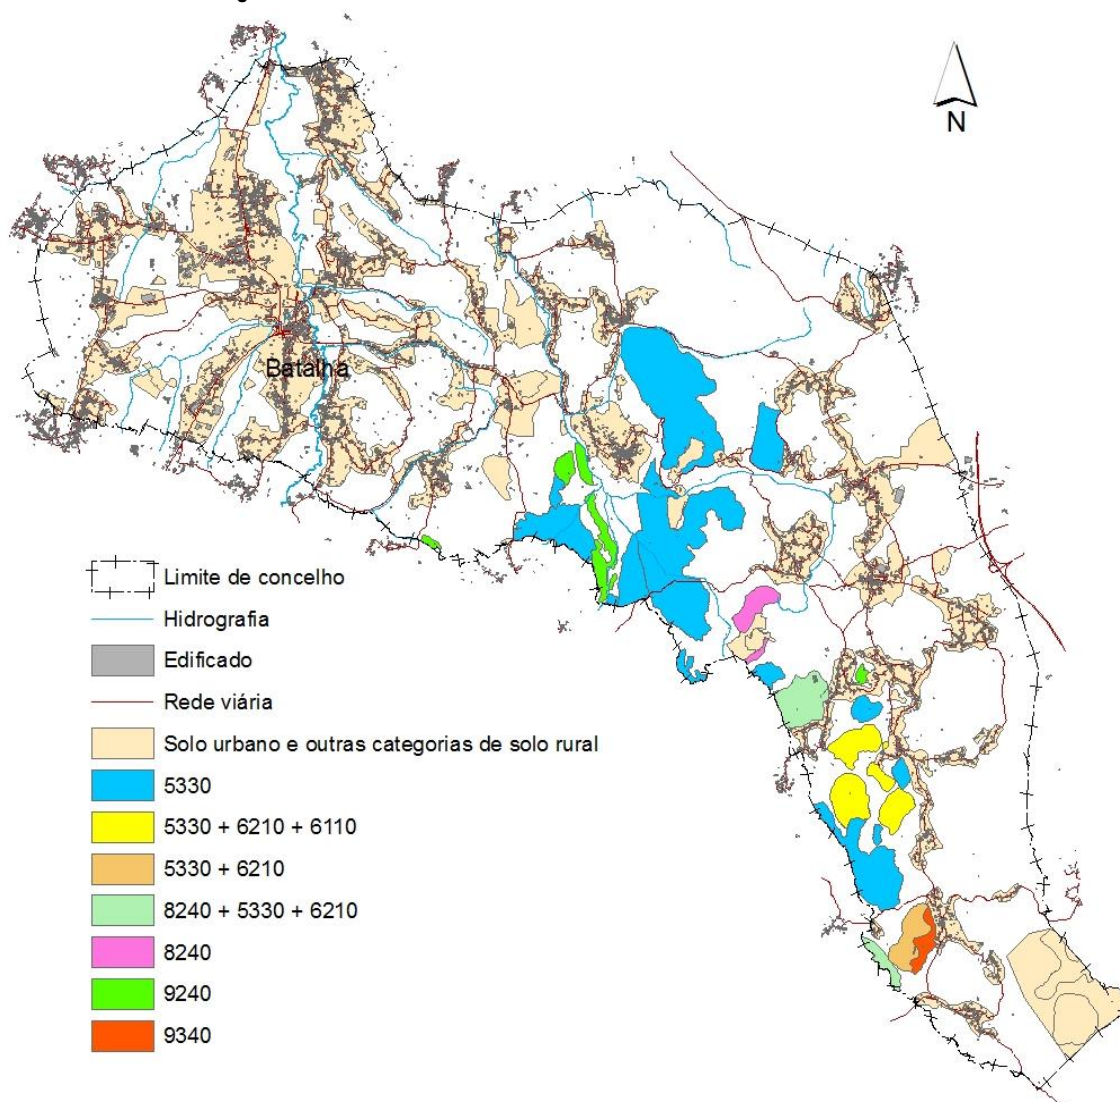 N
Batalha
Limite de concelho
Hidrografia
Edificado
Rede viária
Solo urbano e outras categorias de solo rural
5330
5330 + 6210 + 6110
5330 + 6210
8240 + 5330 + 6210
8240
9240
9340